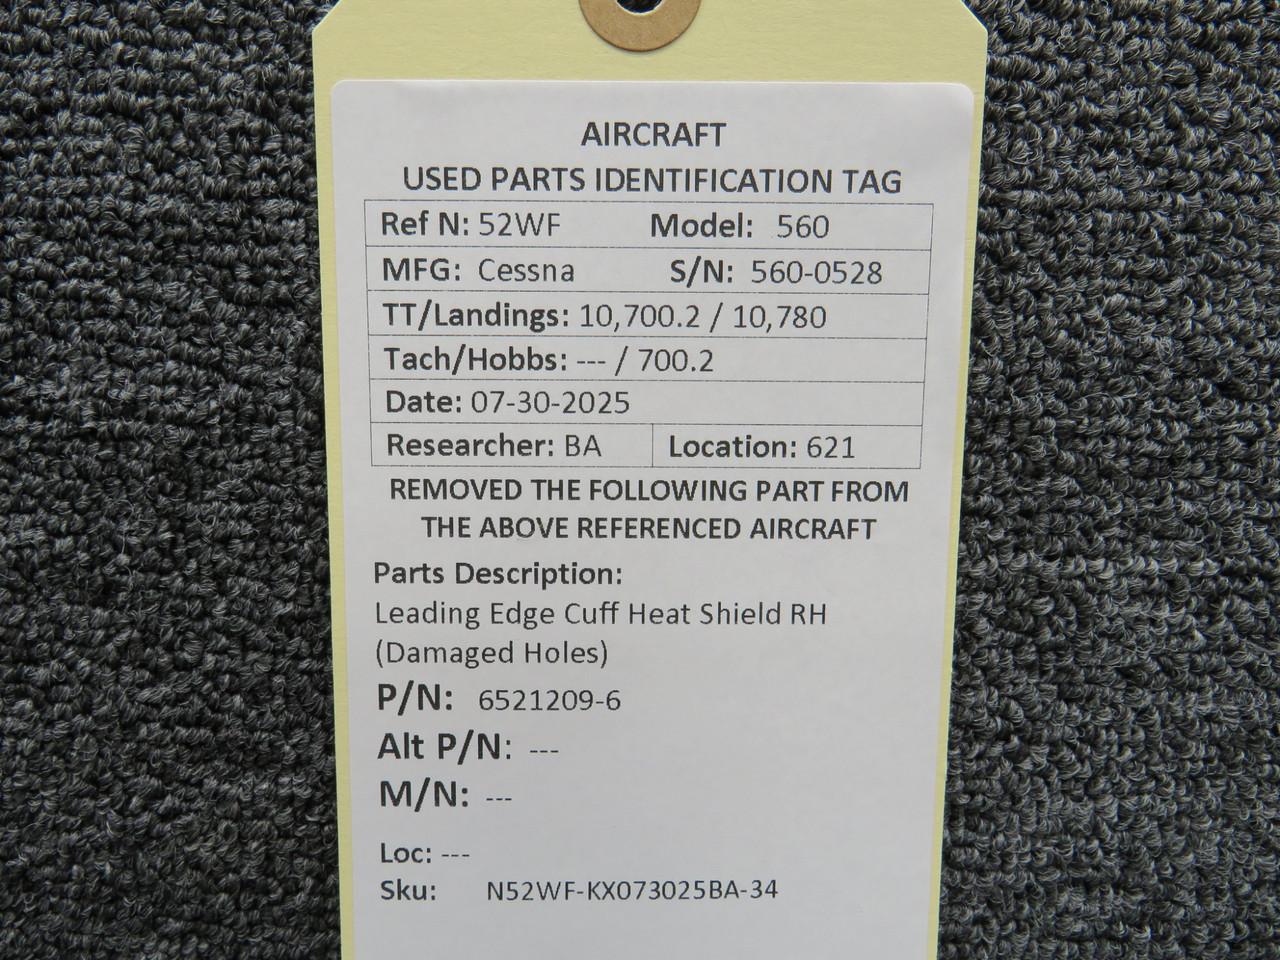 AIRCRAFT
USED PARTS IDENTIFICATION TAG
Ref N: 52WF Model: 560
MFG: Cessna S/N: 560-0528
TT/Landings: 10,700.2 / 10,780
Tach/Hobbs: --- / 700.2
Date: 07-30-2025
Researcher: BA Location: 621
REMOVED THE FOLLOWING PART FROM
THE ABOVE REFERENCED AIRCRAFT
Parts Description:
Leading Edge Cuff Heat Shield RH
(Damaged Holes)
P/N: 6521209-6
Alt P/N: ---
M/N: ---
Loc: ---
Sku: N52WF-KX073025BA-34